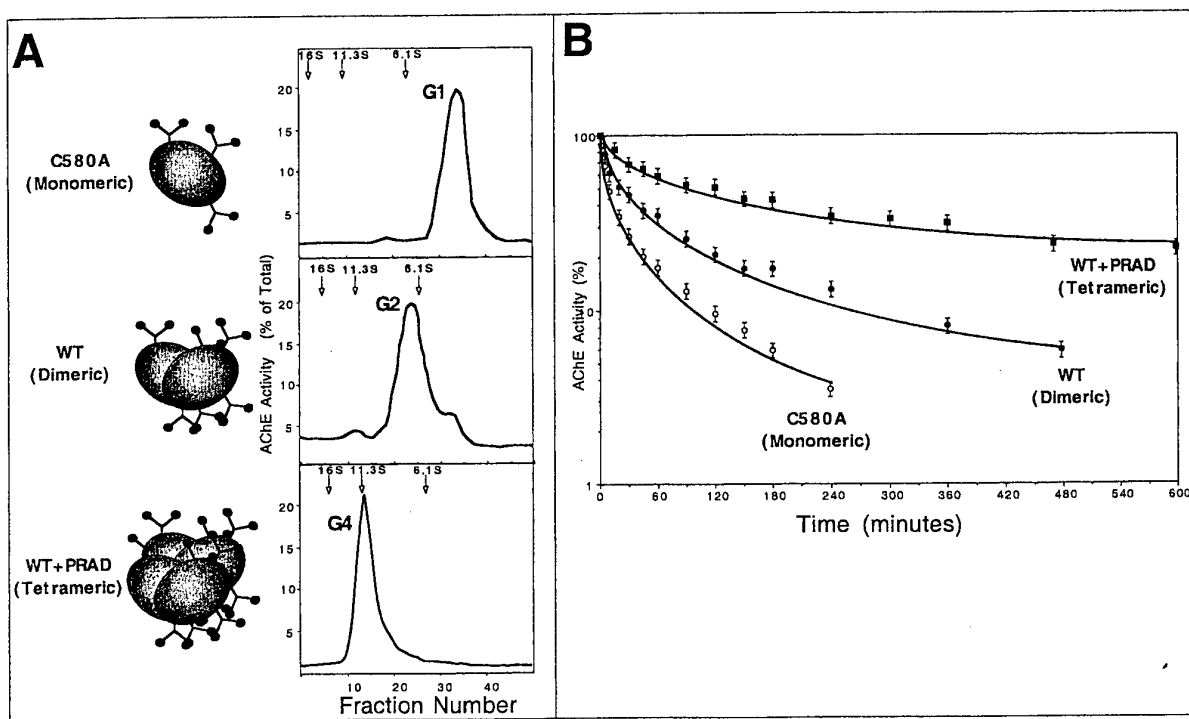 A
C580A
(Monomeric)
WT
(Dimeric)
WT+PRAD
(Tetrameric)
AChE Activity (% of Total)
16S 11.3S 6.1S
G1
20
15
10
5
16S 11.3S 6.1S
G2
20
15
10
5
16S 11.3S 6.1S
G4
20
15
10
5
10 20 30 40
Fraction Number
B
AChE Activity (%)
100
10
1
WT+PRAD
(Tetrameric)
WT
(Dimeric)
C580A
(Monomeric)
0 60 120 180 240 300 360 420 480 540 600
Time (minutes)